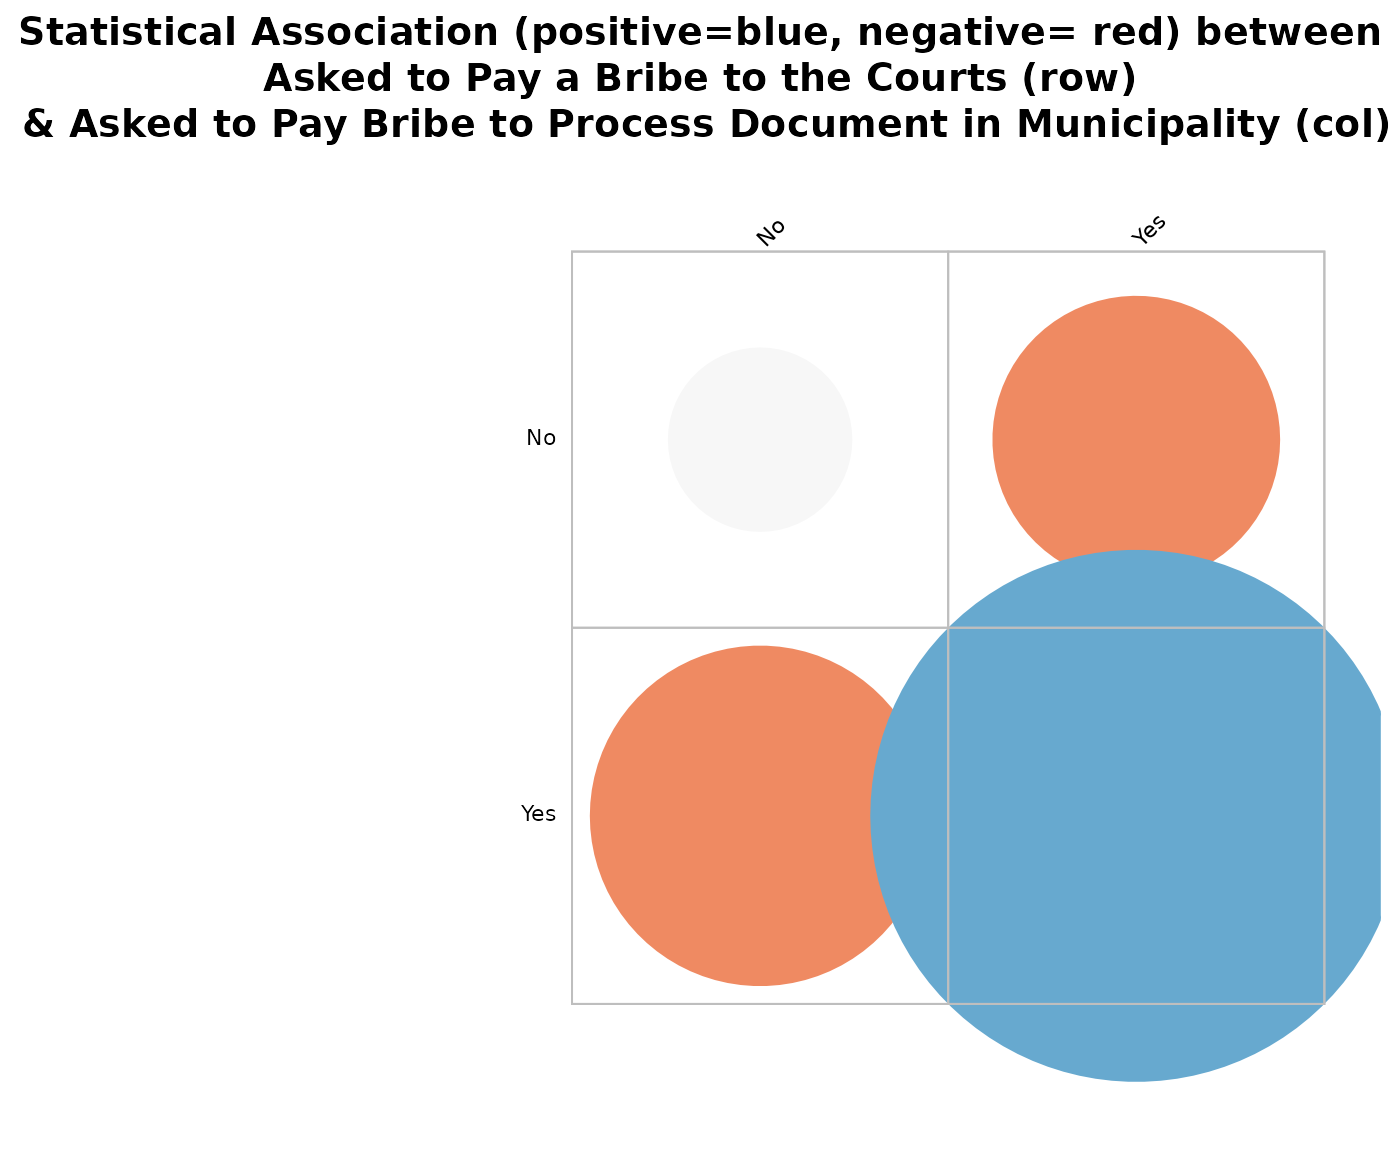 Statistical Association (positive=blue, negative= red) between
Asked to Pay a Bribe to the Courts (row)
& Asked to Pay Bribe to Process Document in Municipality (col)
No
Yes
No
Yes